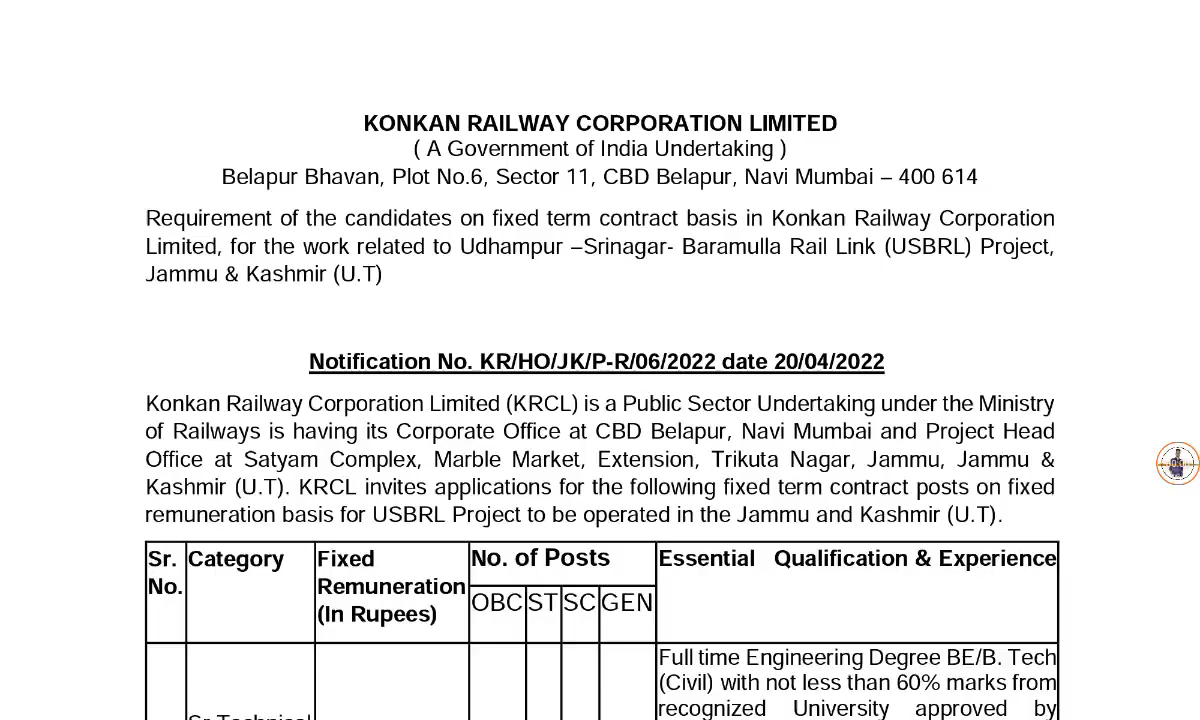 KONKAN RAILWAY CORPORATION LIMITED
( A Government of India Undertaking )
Belapur Bhavan, Plot No.6, Sector 11, CBD Belapur, Navi Mumbai – 400 614
Requirement of the candidates on fixed term contract basis in Konkan Railway Corporation
Limited, for the work related to Udhampur –Srinagar- Baramulla Rail Link (USBRL) Project,
Jammu & Kashmir (U.T)
Notification No. KR/HO/JK/P-R/06/2022 date 20/04/2022
Konkan Railway Corporation Limited (KRCL) is a Public Sector Undertaking under the Ministry
of Railways is having its Corporate Office at CBD Belapur, Navi Mumbai and Project Head
Office at Satyam Complex, Marble Market, Extension, Trikuta Nagar, Jammu, Jammu &
Kashmir (U.T). KRCL invites applications for the following fixed term contract posts on fixed
remuneration basis for USBRL Project to be operated in the Jammu and Kashmir (U.T).
Sr. No.
Category
Fixed
Remuneration
(In Rupees)
No. of Posts
OBC ST SC GEN
Essential Qualification & Experience
Full time Engineering Degree BE/B. Tech
(Civil) with not less than 60% marks from
recognized University approved by
Sr.Technical